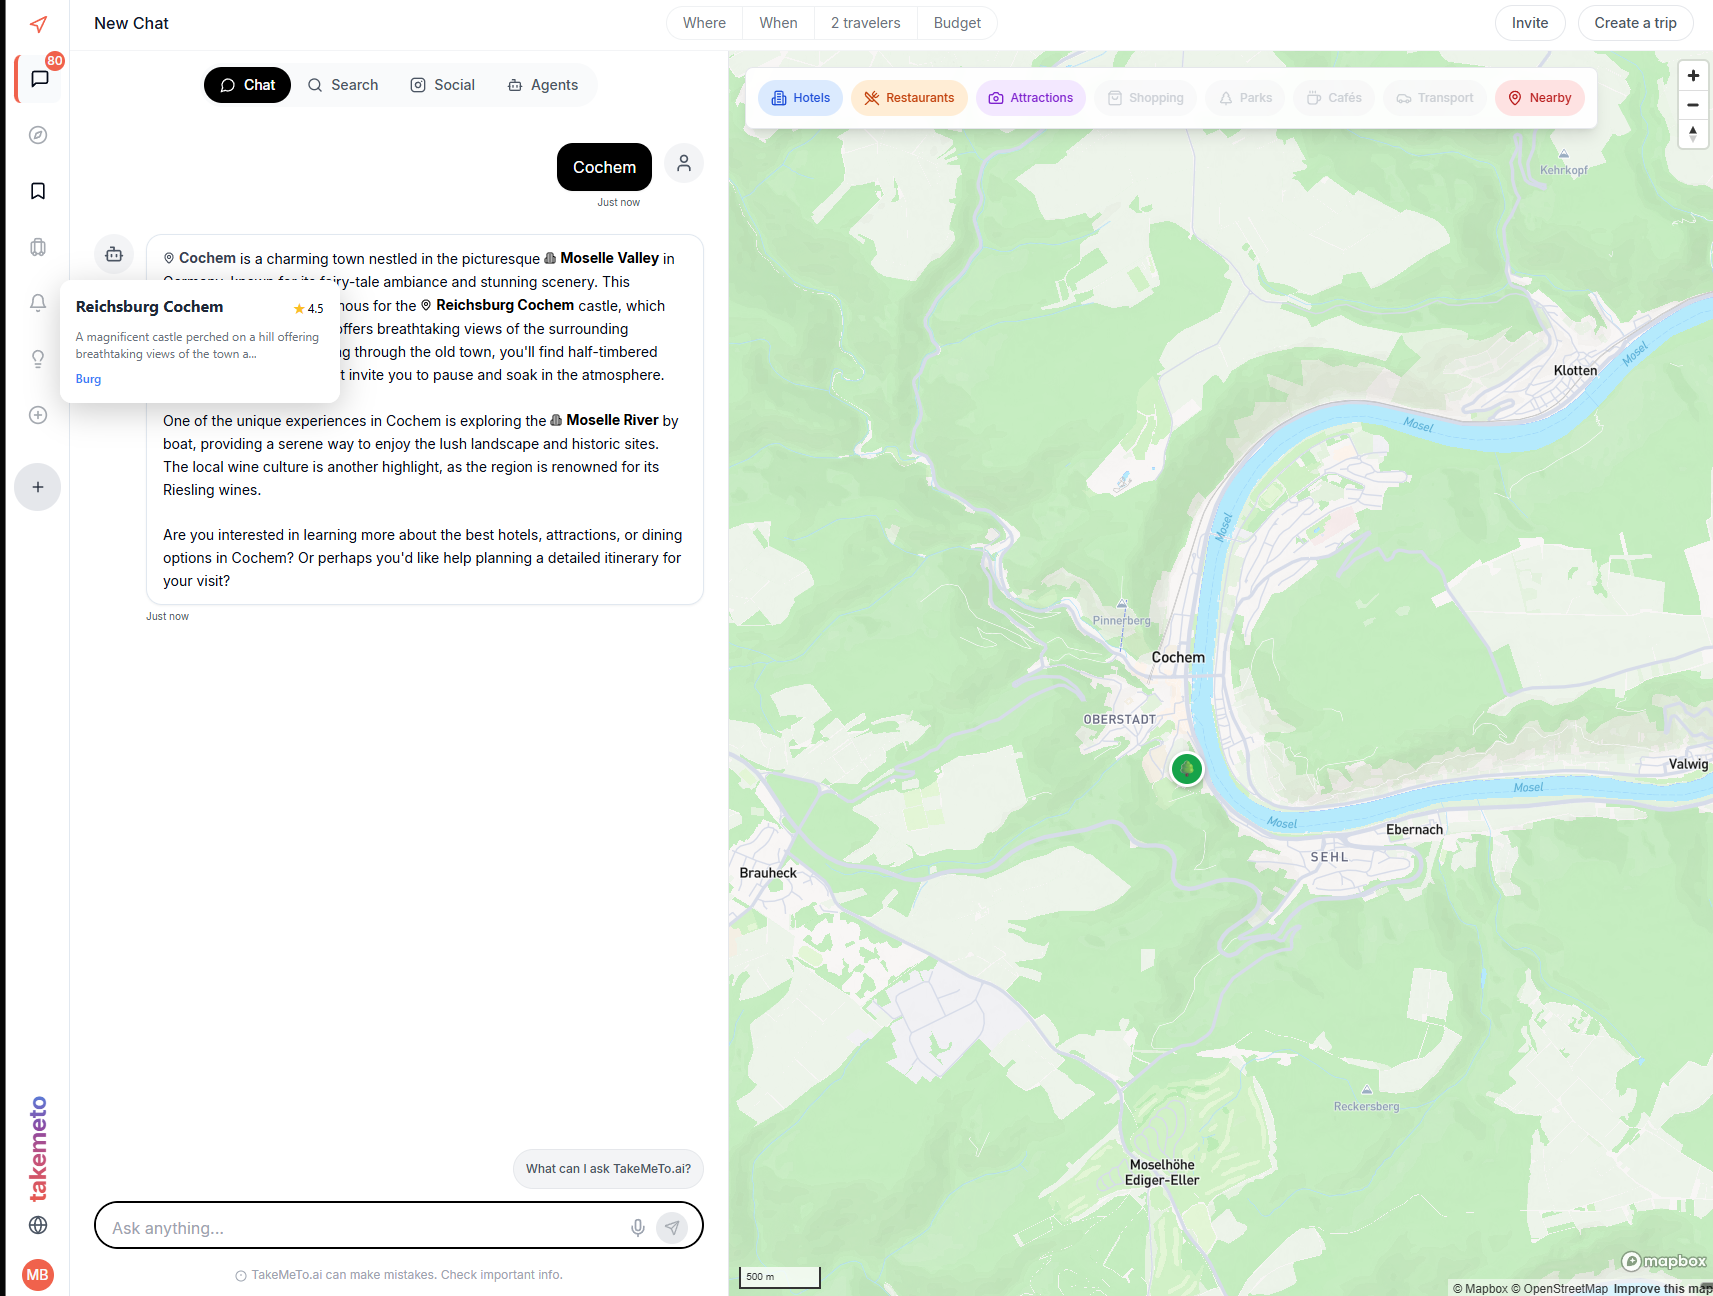 New Chat
Where
When
2 travelers
Budget
Invite
Create a trip
80
Chat
Search
Social
Agents
Cochem
Just now
Cochem is a charming town nestled in the picturesque Moselle Valley in
fairy-tale ambiance and stunning scenery. This
for the Reichsburg Cochem castle, which
offers breathtaking views of the surrounding
through the old town, you'll find half-timbered
invite you to pause and soak in the atmosphere.
Reichsburg Cochem
4.5
A magnificent castle perched on a hill offering
breathtaking views of the town a...
Burg
One of the unique experiences in Cochem is exploring the Moselle River by
boat, providing a serene way to enjoy the lush landscape and historic sites.
The local wine culture is another highlight, as the region is renowned for its
Riesling wines.
Are you interested in learning more about the best hotels, attractions, or dining
options in Cochem? Or perhaps you'd like help planning a detailed itinerary for
your visit?
Just now
What can I ask TakeMeTo.ai?
Ask anything...
TakeMeTo.ai can make mistakes. Check important info.
takemeto
MB
Hotels
Restaurants
Attractions
Shopping
Parks
Cafés
Transport
Nearby
Kehrkopf
Klotten
Mosel
Mosel
Mosel
Pinnerberg
Cochem
OBERSTADT
Valwig
Mosel
Mosel
Ebernach
SEHL
Brauheck
Reckersberg
Moselhöhe
Ediger-Eller
500 m
mapbox
© Mapbox © OpenStreetMap Improve this map